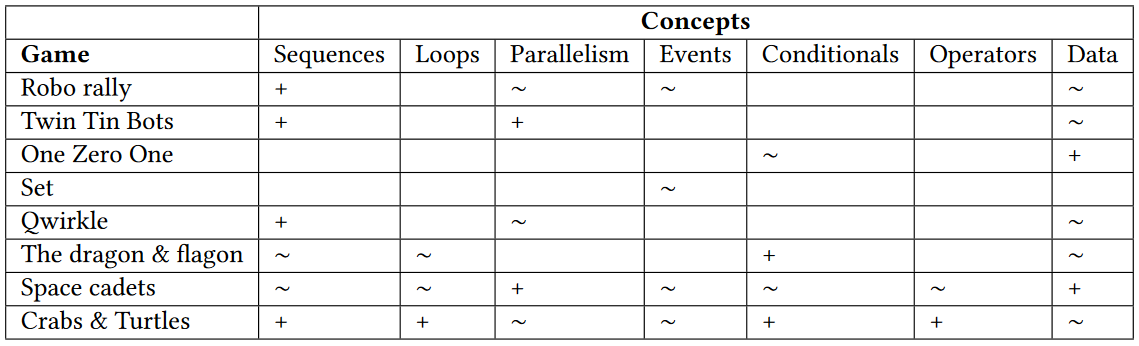 Concepts
Game Sequences Loops Parallelism Events Conditionals Operators Data
Robo rally + ~ ~ ~
Twin Tin Bots + + ~
One Zero One ~ +
Set ~
Qwirkle + ~ ~
The dragon & flagon ~ ~ + ~
Space cadets ~ ~ + ~ ~ ~ +
Crabs & Turtles + + ~ ~ + + ~